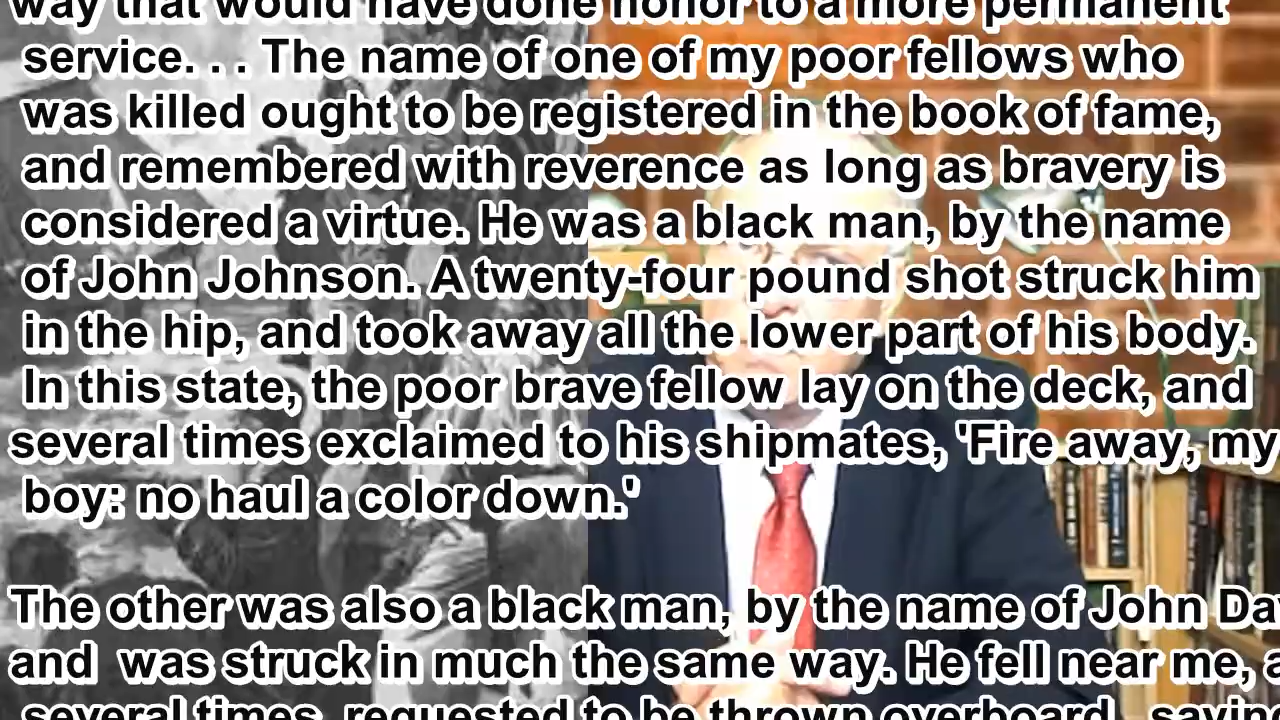 way that would have done honor to a more permanent
service. . . The name of one of my poor fellows who
was killed ought to be registered in the book of fame,
and remembered with reverence as long as bravery is
considered a virtue. He was a black man, by the name
of John Johnson. A twenty-four pound shot struck him
in the hip, and took away all the lower part of his body.
In this state, the poor brave fellow lay on the deck, and
several times exclaimed to his shipmates, 'Fire away, my
boy: no haul a color down.'
The other was also a black man, by the name of John
and was struck in much the same way. He fell near me,
several times requested to be thrown overboard, saying